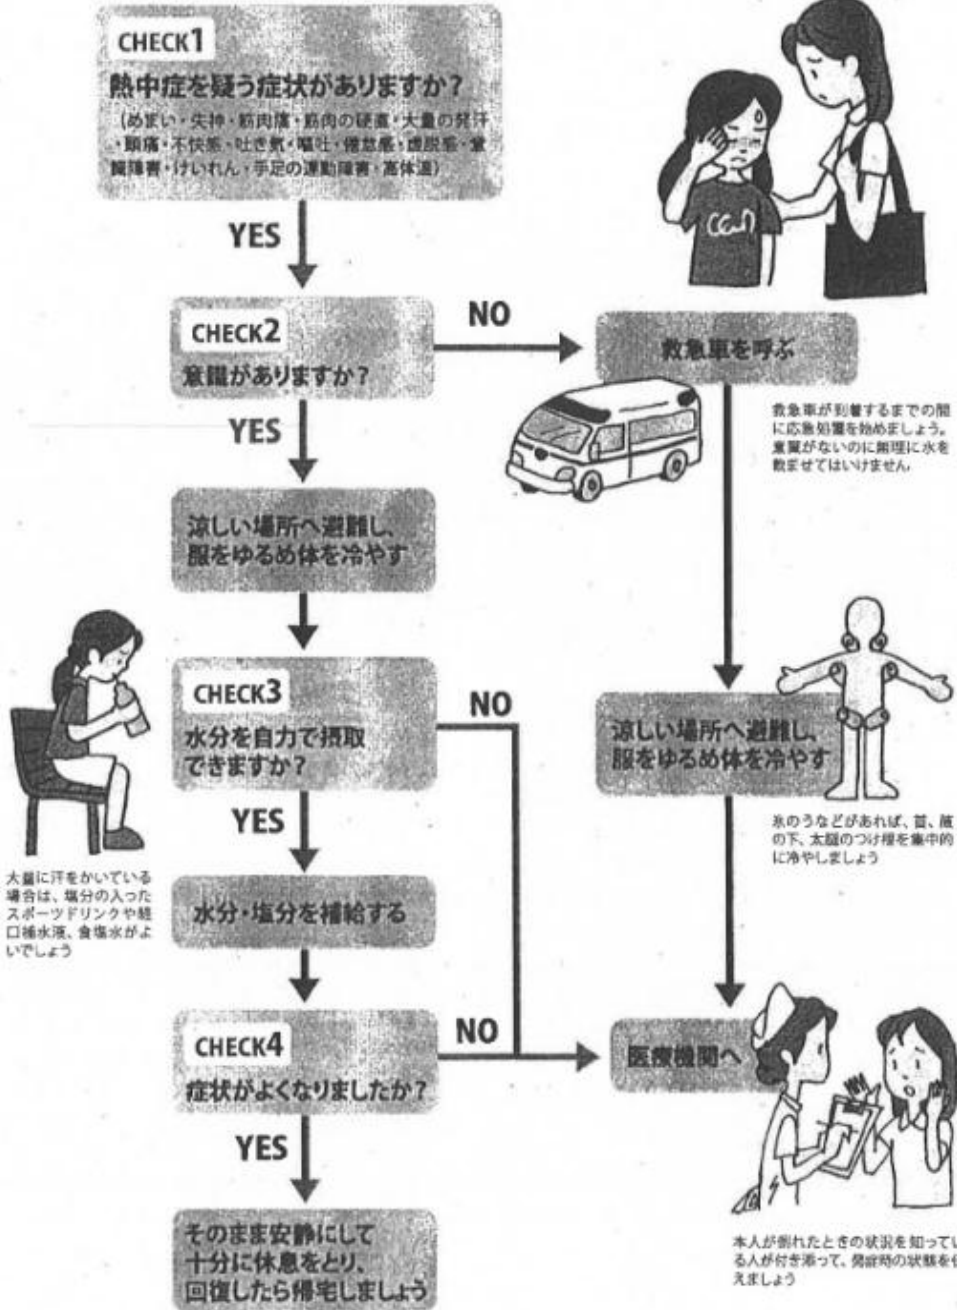 CHECK1
熱中症を疑う症状がありますか?
(めまい・失神・筋肉痛・筋肉の硬直・大量の発汗
・頭痛・不快感・吐き気・嘔吐・倦怠感・虚脱感・意
識障害・けいれん・手足の運動障害・高体温)
YES
CHECK2
意識がありますか?
NO
救急車を呼ぶ
救急車が到着するまでの間
に応急処置を始めましょう。
意識がないのに無理に水を
飲ませてはいけません
YES
涼しい場所へ避難し、
服をゆるめ体を冷やす
CHECK3
水分を自力で摂取
できますか?
NO
涼しい場所へ避難し、
服をゆるめ体を冷やす
氷のうなどがあれば、首、腋
の下、太腿のつけ根を集中的
に冷やしましょう
YES
大量に汗をかいている
場合は、塩分の入った
スポーツドリンクや経
口補水液、食塩水がよ
いでしょう
水分・塩分を補給する
CHECK4
症状がよくなりましたか?
NO
医療機関へ
YES
そのまま安静にして
十分に休息をとり、
回復したら帰宅しましょう
本人が倒れたときの状況を知ってい
る人が付き添って、発症時の状態を伝
えましょう